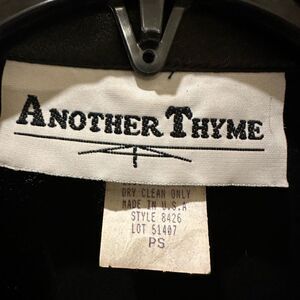 ANOTHER THYME
DRY CLEAN ONLY
MADE IN U.S.A
STYLE 8426
LOT 51407
PS